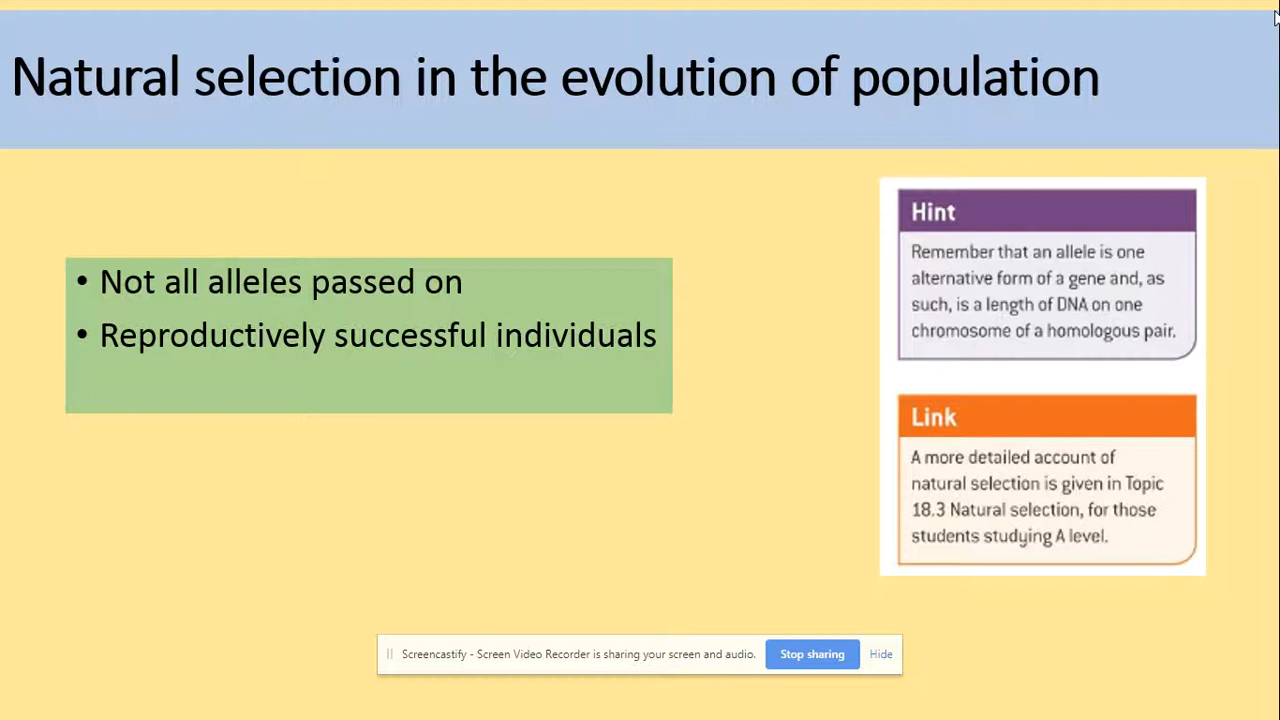 Natural selection in the evolution of population
• Not all alleles passed on
• Reproductively successful individuals
Hint
Remember that an allele is one
alternative form of a gene and, as
such, is a length of DNA on one
chromosome of a homologous pair.
Link
A more detailed account of
natural selection is given in Topic
18.3 Natural selection, for those
students studying A level.
Screencastify - Screen Video Recorder is sharing your screen and audio. Stop sharing Hide